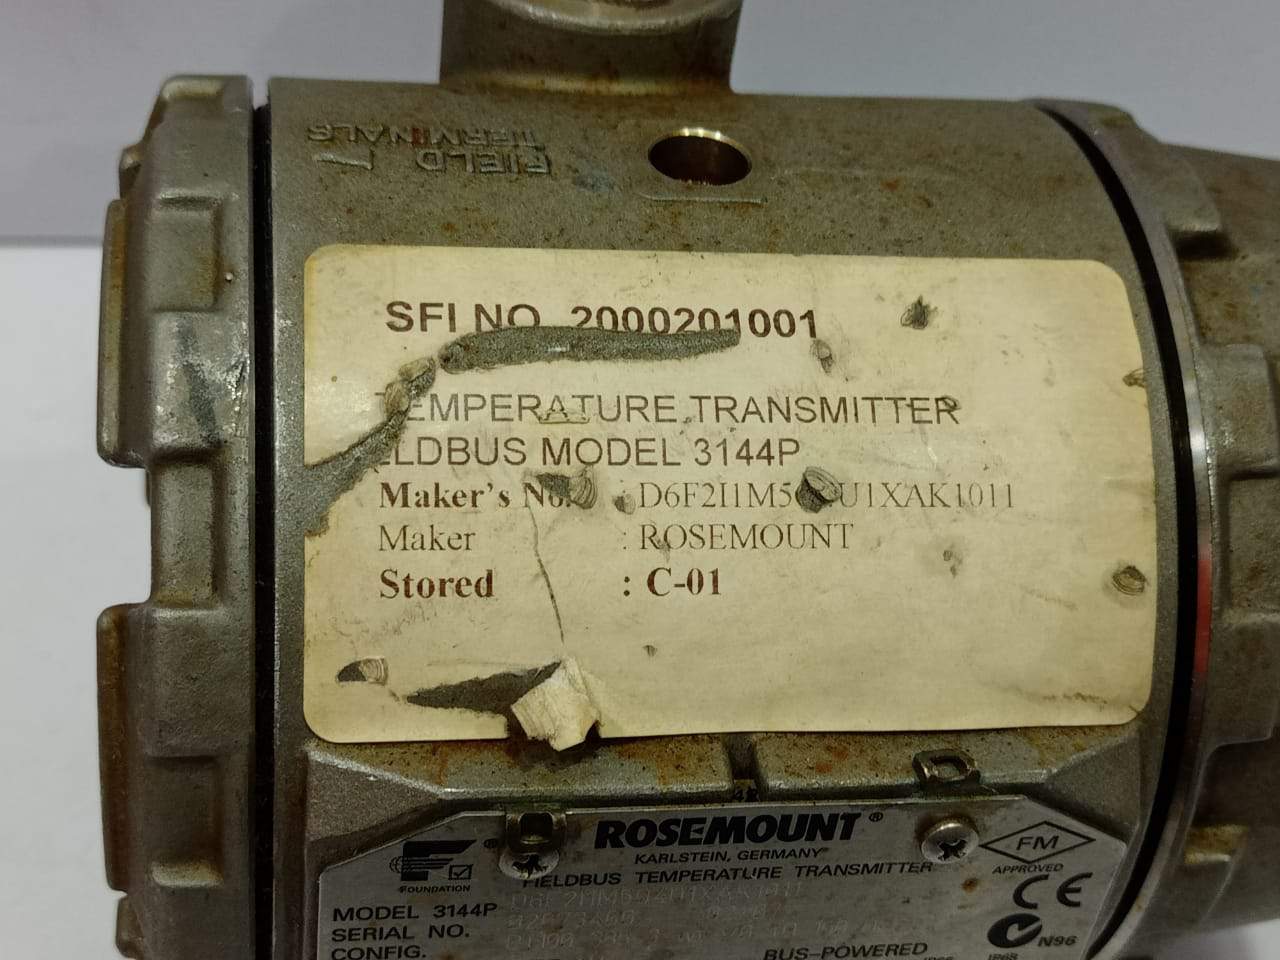 FIELD
TERMINALS
SFI NO. 2000201001
TEMPERATURE TRANSMITTER
MODEL 3144P
Maker's No. :
Maker : ROSEMOUNT
Stored : C-01
ROSEMOUNT®
KARLSTEIN, GERMANY
FIELDBUS TEMPERATURE TRANSMITTER
FM
APPROVED
FOUNDATION
CE
MODEL 3144P
SERIAL NO.
N96
CONFIG.
BUS-POWERED